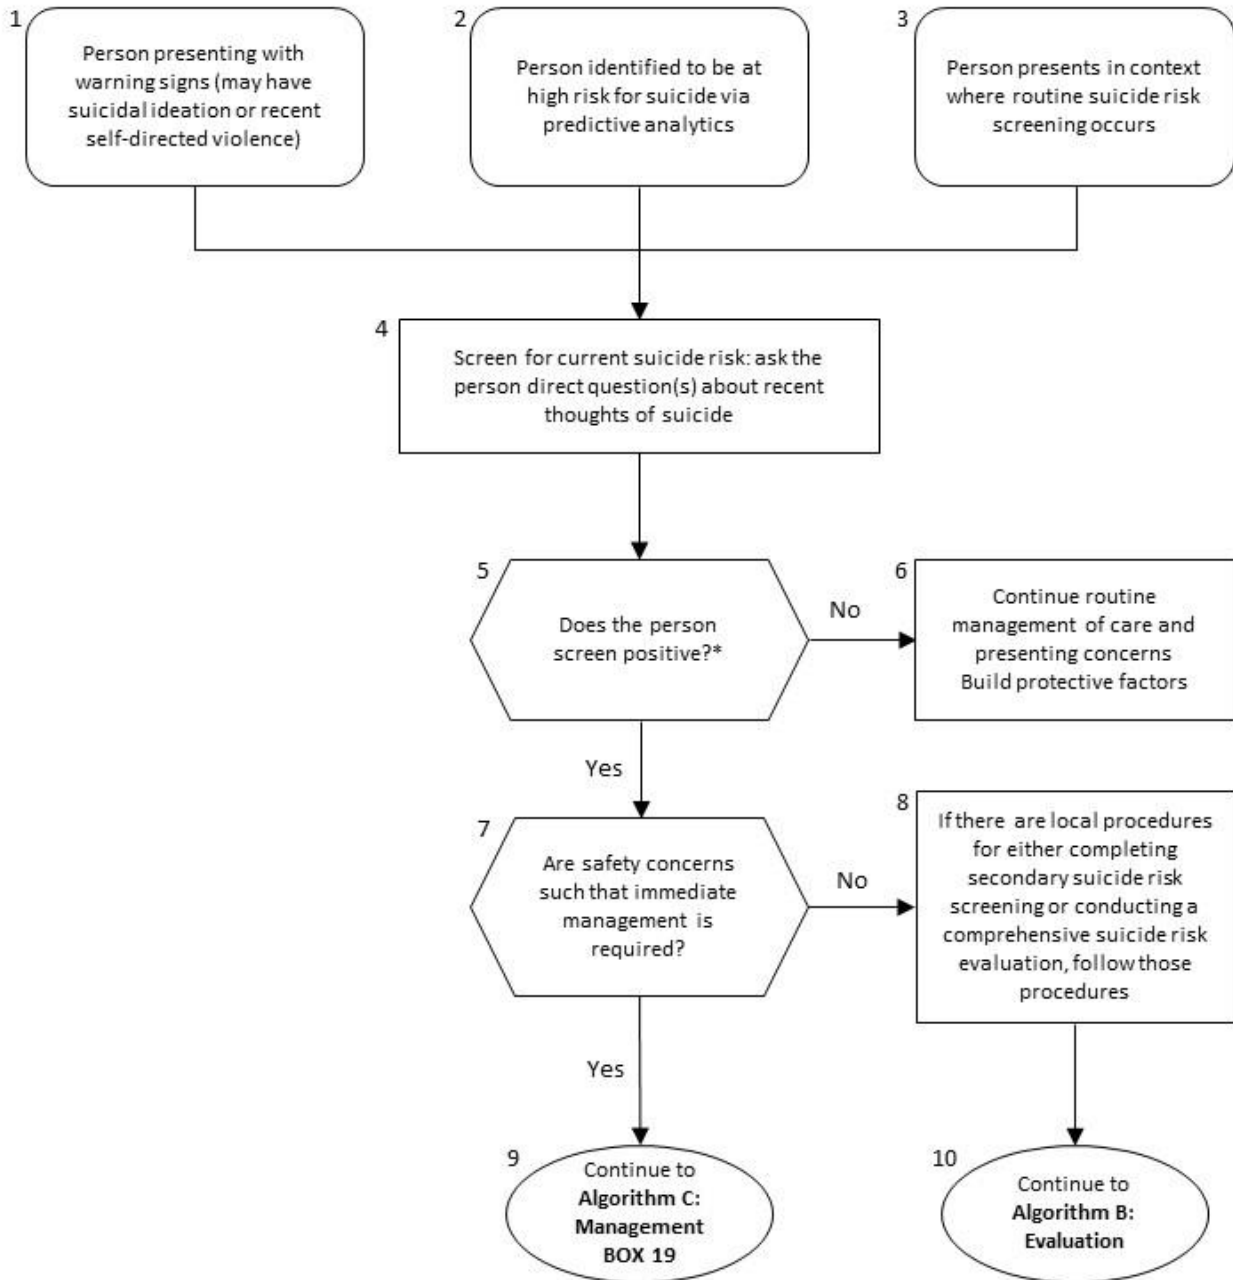 1
Person presenting with
warning signs (may have
suicidal ideation or recent
self-directed violence)
2
Person identified to be at
high risk for suicide via
predictive analytics
3
Person presents in context
where routine suicide risk
screening occurs
4
Screen for current suicide risk: ask the
person direct question(s) about recent
thoughts of suicide
5
Does the person
screen positive?*
No
6
Continue routine
management of care and
presenting concerns
Build protective factors
Yes
7
Are safety concerns
such that immediate
management is
required?
No
8
If there are local procedures
for either completing
secondary suicide risk
screening or conducting a
comprehensive suicide risk
evaluation, follow those
procedures
Yes
9
Continue to
Algorithm C:
Management
BOX 19
10
Continue to
Algorithm B:
Evaluation